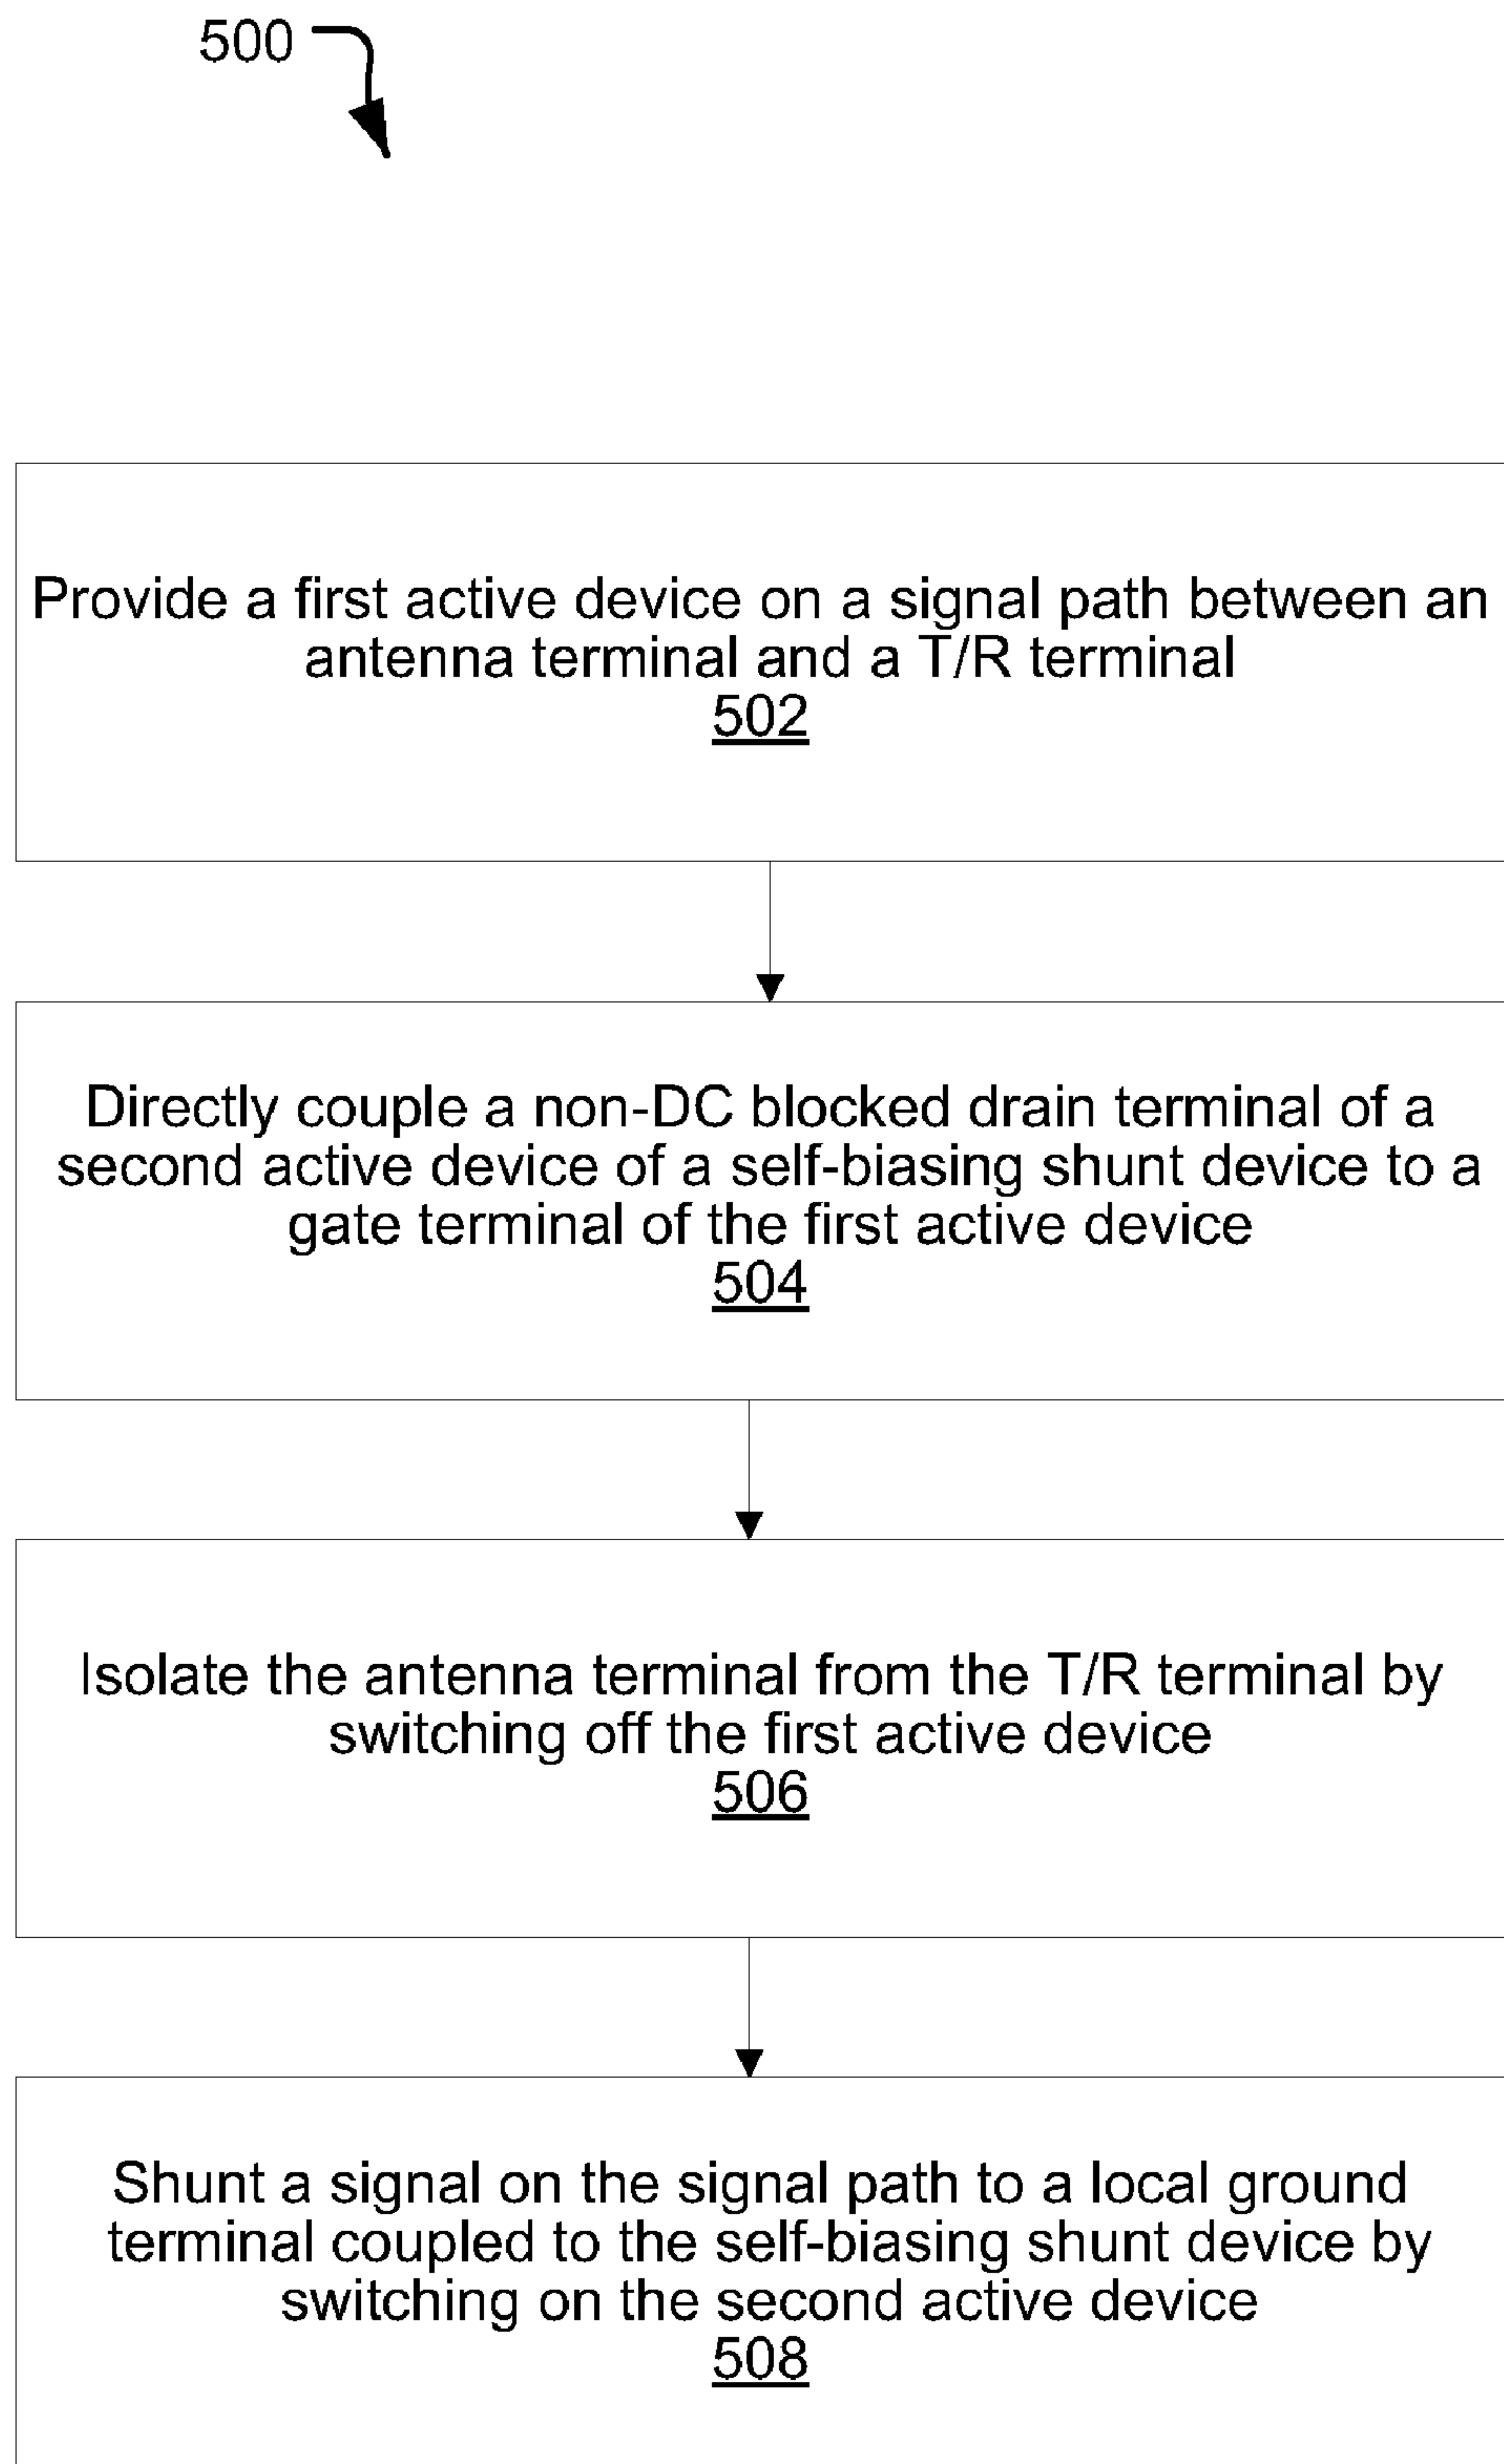 500
Provide a first active device on a signal path between an
antenna terminal and a T/R terminal
502
Directly couple a non-DC blocked drain terminal of a
second active device of a self-biasing shunt device to a
gate terminal of the first active device
504
Isolate the antenna terminal from the T/R terminal by
switching off the first active device
506
Shunt a signal on the signal path to a local ground
terminal coupled to the self-biasing shunt device by
switching on the second active device
508